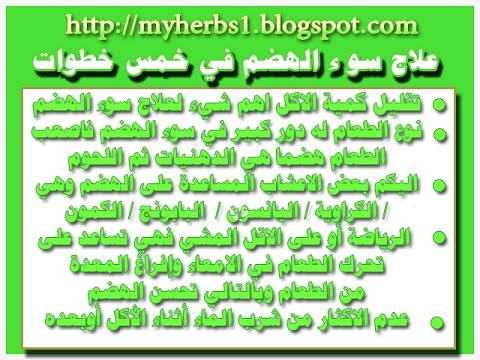 http://myherbs1.blogspot.com
علاج سوء الهضم في خمس خطوات
تقليل كمية الاكل اهم شيء لعلاج سوء الهضم
نوع الطعام له دور كبير في سوء الهضم فاصعب
الطعام هضما هي الدهنيات ثم اللحوم
اليكم بعض الاعشاب المساعدة على الهضم وهي
/ الكراوية / اليانسون / البابونج / الكمون
الرياضة أو على الاقل المشي فهي تساعد على
تحرك الطعام في الامعاء وإفراغ المعدة
من الطعام وبالتالي تحسن الهضم
عدم الاكثار من شرب الماء أثناء الأكل أوبعده